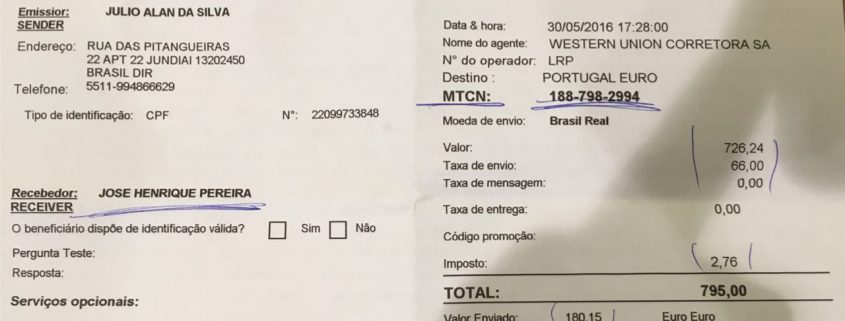 Emissior: JULIO ALAN DA SILVA
SENDER
Endereço: RUA DAS PITANGUEIRAS
22 APT 22 JUNDIAI 13202450
BRASIL DIR
Telefone: 5511-994866629
Tipo de identificação: CPF Nº: 22099733848
Recebedor: JOSE HENRIQUE PEREIRA
RECEIVER
O beneficiário dispõe de identificação válida? Sim Não
Pergunta Teste:
Resposta:
Serviços opcionais:
Data & hora: 30/05/2016 17:28:00
Nome do agente: WESTERN UNION CORRETORA SA
N° do operador: LRP
Destino : PORTUGAL EURO
MTCN: 188-798-2994
Moeda de envio: Brasil Real
Valor: 726,24
Taxa de envio: 66,00
Taxa de mensagem: 0,00
Taxa de entrega: 0,00
Código promoção:
Imposto: 2,76
TOTAL: 795,00
Valor Enviado: 180,15 Euro Euro